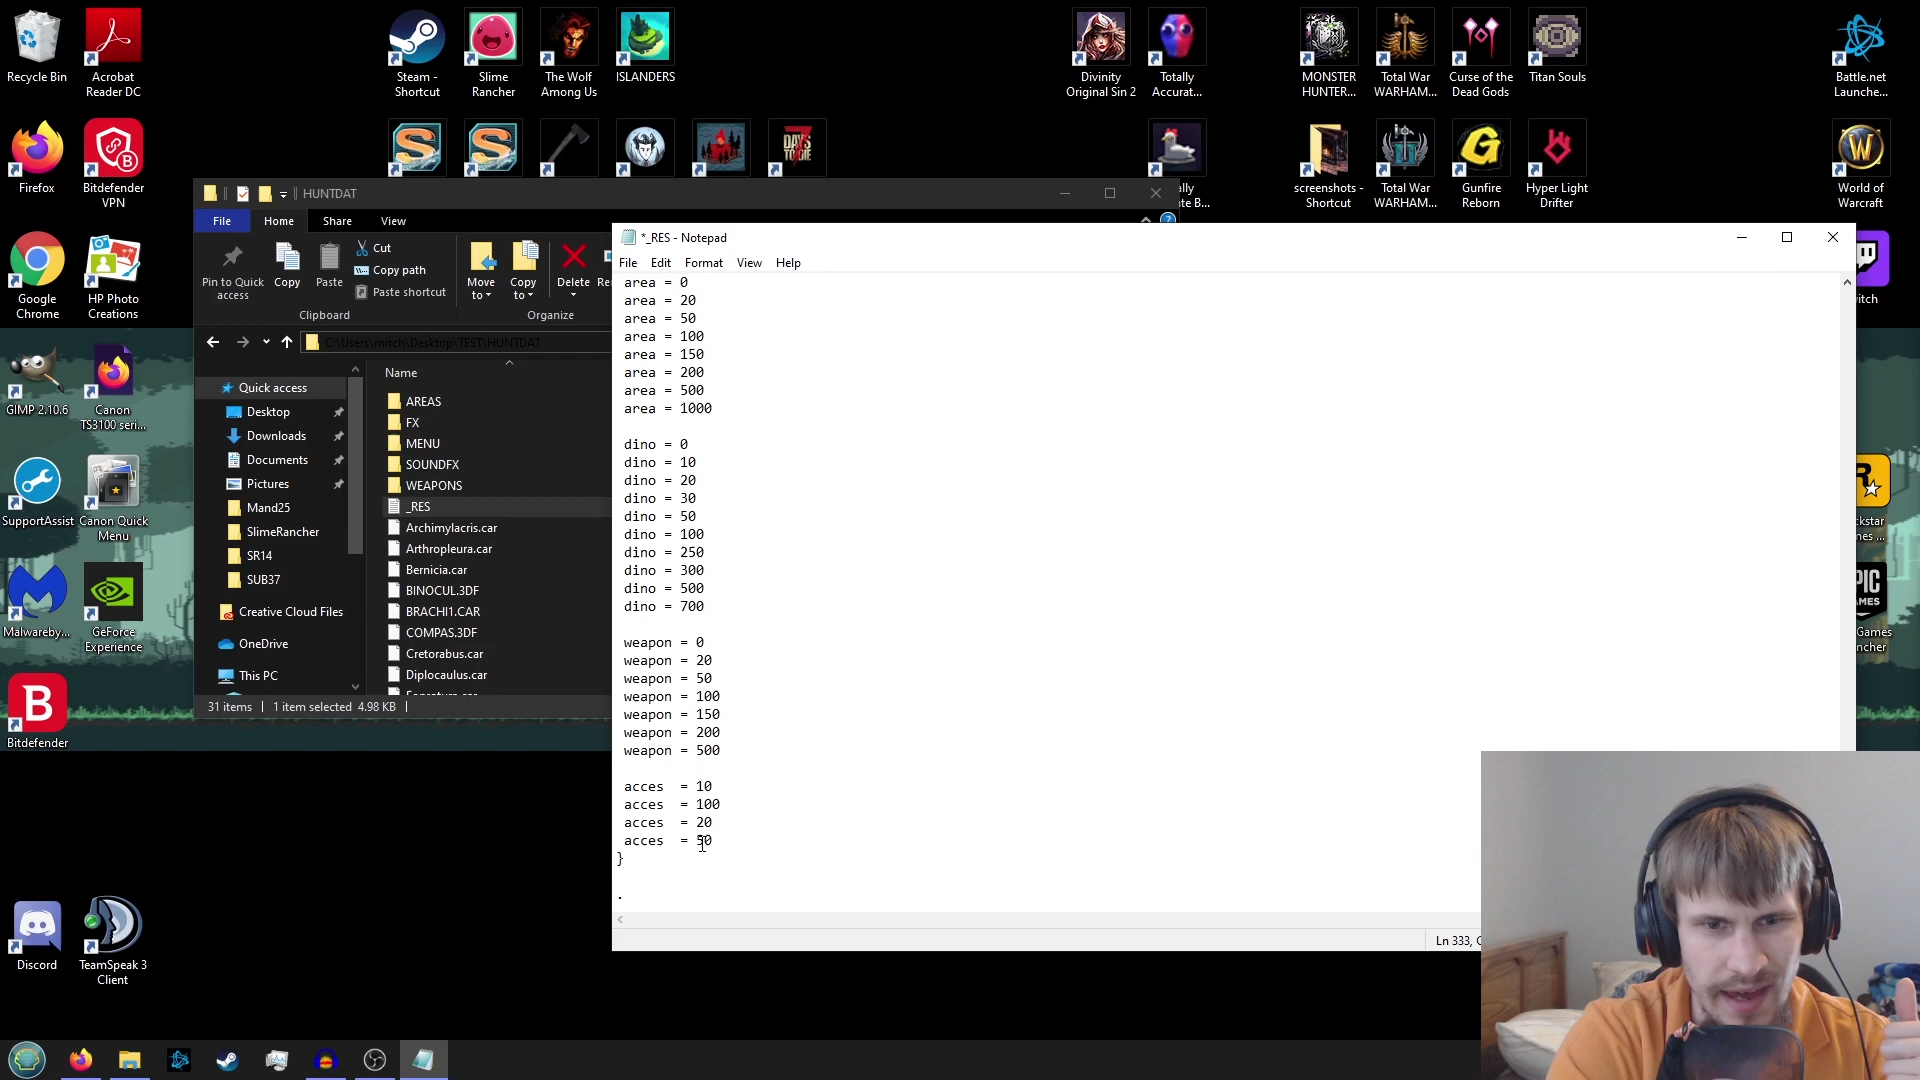 Recycle Bin
Acrobat Reader DC
Steam - Shortcut
Slime Rancher
The Wolf Among Us
ISLANDERS
Divinity Original Sin 2
Totally Accurat...
MONSTER HUNTER...
Total War WARHAM...
Curse of the Dead Gods
Titan Souls
Battle.net Launche...
Firefox
Bitdefender VPN
DAYS TO DIE
screenshots - Shortcut
Total War WARHAM...
Gunfire Reborn
Hyper Light Drifter
World of Warcraft
Google Chrome
HP Photo Creations
GIMP 2.10.6
Canon TS3100 seri...
SupportAssist
Canon Quick Menu
Malwareby...
GeForce Experience
Bitdefender
Discord
TeamSpeak 3 Client
HUNTDAT
File Home Share View
Pin to Quick access
Copy
Paste
Cut
Copy path
Paste shortcut
Move to
Copy to
Delete
Clipboard
Organize
C:\Users\mitch\Desktop\TEST\HUNTDAT
Quick access
Desktop
Downloads
Documents
Pictures
Mand25
SlimeRancher
SR14
SUB37
Creative Cloud Files
OneDrive
This PC
Name
AREAS
FX
MENU
SOUNDFX
WEAPONS
_RES
Archimylacris.car
Arthropleura.car
Bernicia.car
BINOCUL.3DF
BRACHI1.CAR
COMPAS.3DF
Cretorabus.car
Diplocaulus.car
31 items
1 item selected 4.98 KB
*_RES - Notepad
File Edit Format View Help
area = 0
area = 20
area = 50
area = 100
area = 150
area = 200
area = 500
area = 1000
dino = 0
dino = 10
dino = 20
dino = 30
dino = 50
dino = 100
dino = 250
dino = 300
dino = 500
dino = 700
weapon = 0
weapon = 20
weapon = 50
weapon = 100
weapon = 150
weapon = 200
weapon = 500
acces = 10
acces = 100
acces = 20
acces = 50
}
.
Ln 333,